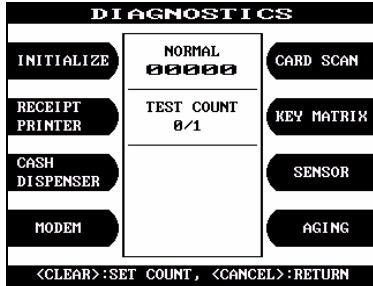 DIAGNOSTICS
INITIALIZE
RECEIPT
PRINTER
CASH
DISPENSER
MODEM
NORMAL
00000
TEST COUNT
0/1
CARD SCAN
KEY MATRIX
SENSOR
AGING
<CLEAR>:SET COUNT, <CANCEL>:RETURN